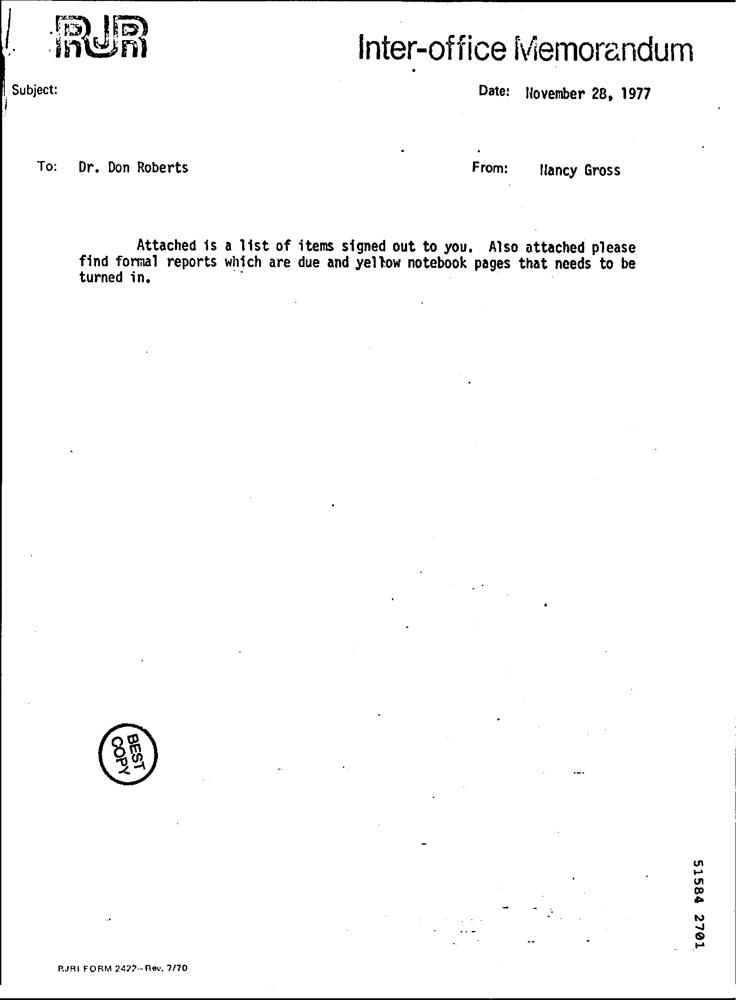 RJR
Inter-office Memorandum
Subject:
Date: November 28, 1977
To: Dr. Don Roberts
From: Nancy Gross
Attached is a list of items signed out to you. Also attached please
find formal reports which are due and yellow notebook pages that needs to be
turned in.
BEST
COPY
51584 2701
RJRI FORM 2422--Rev. 7/70